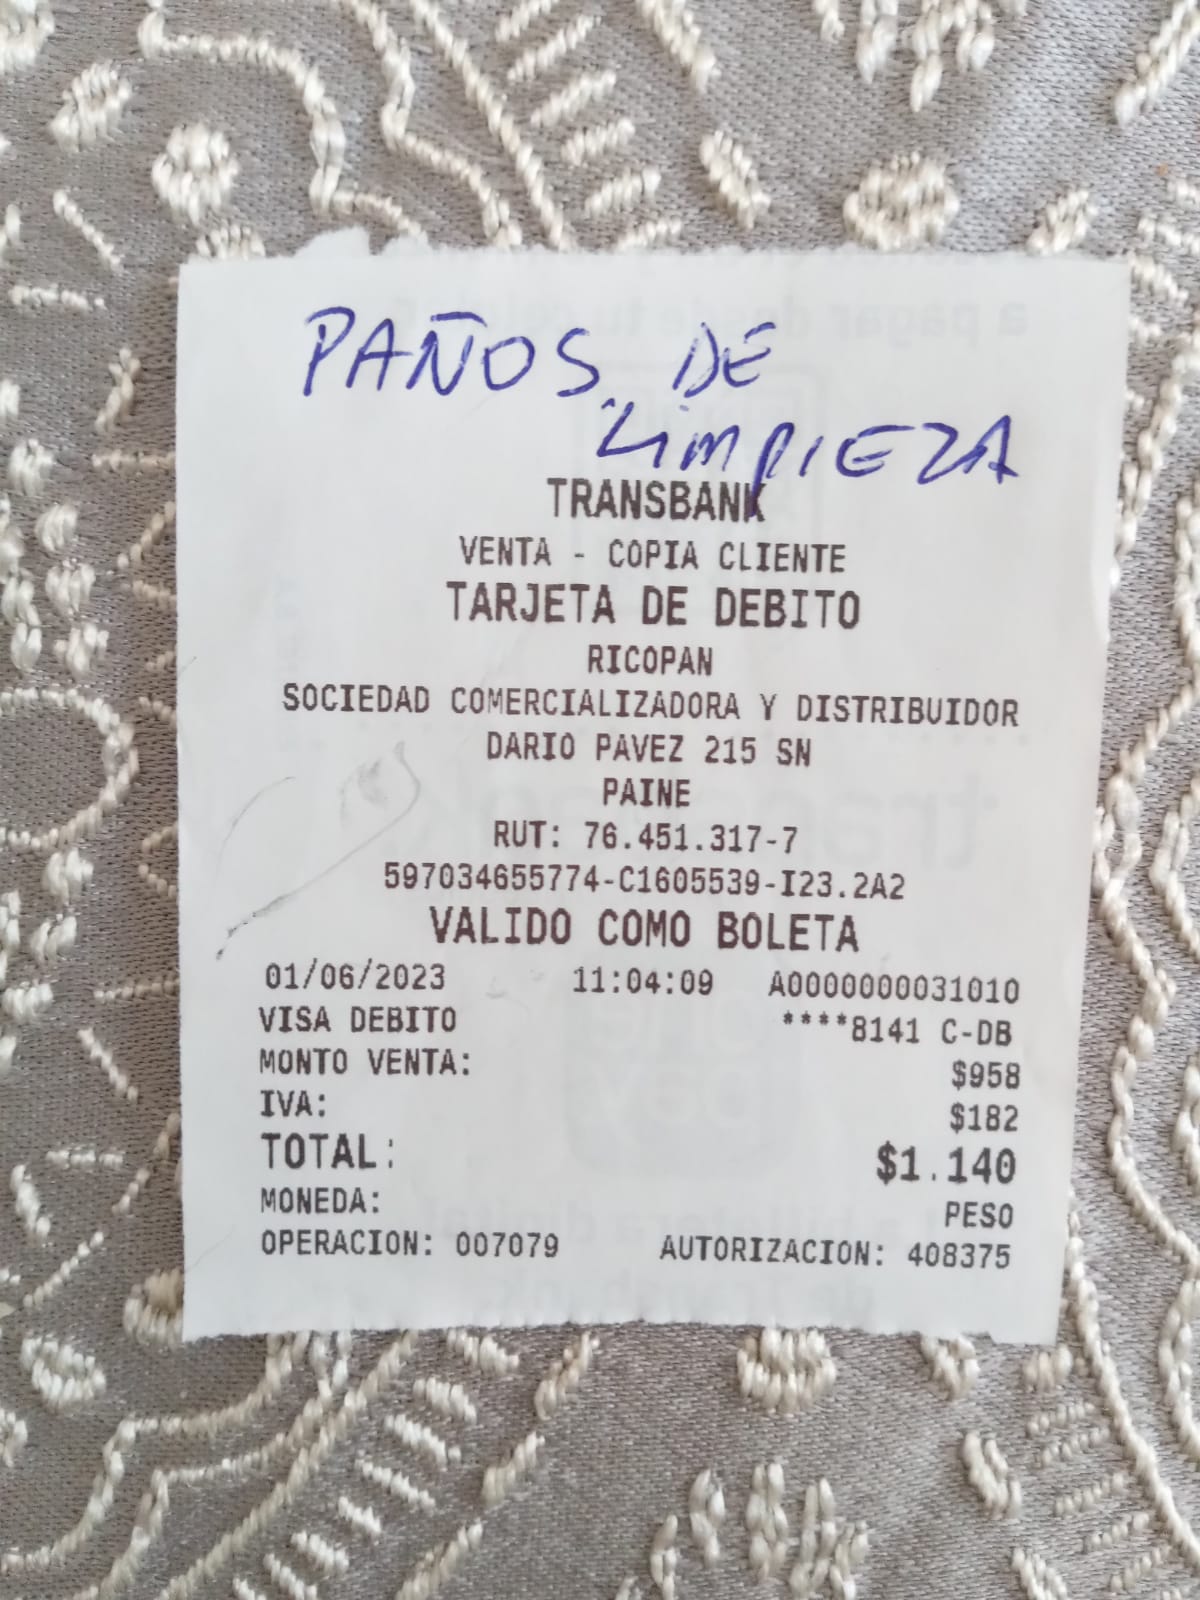 PAÑOS DE
LIMPIEZA
TRANSBANK
VENTA - COPIA CLIENTE
TARJETA DE DEBITO
RICOPAN
SOCIEDAD COMERCIALIZADORA Y DISTRIBUIDOR
DARIO PAVEZ 215 SN
PAINE
RUT: 76.451.317-7
597034655774-C1605539-I23.2A2
VALIDO COMO BOLETA
01/06/2023 11:04:09 A0000000031010
VISA DEBITO ****8141 C-DB
MONTO VENTA: $958
IVA: $182
TOTAL: $1.140
MONEDA: PESO
OPERACION: 007079 AUTORIZACION: 408375